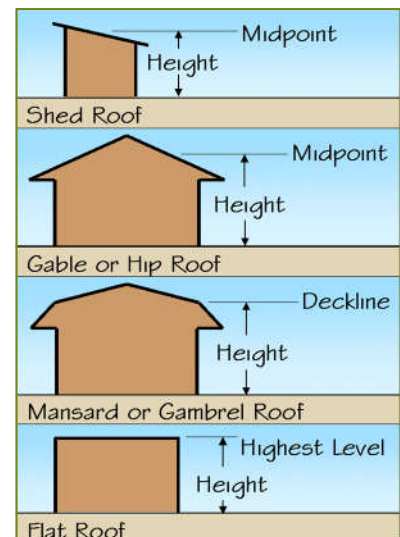 Midpoint
Height
Shed Roof
Midpoint
Height
Gable or Hip Roof
Deckline
Height
Mansard or Gambrel Roof
Highest Level
Height
Flat Roof